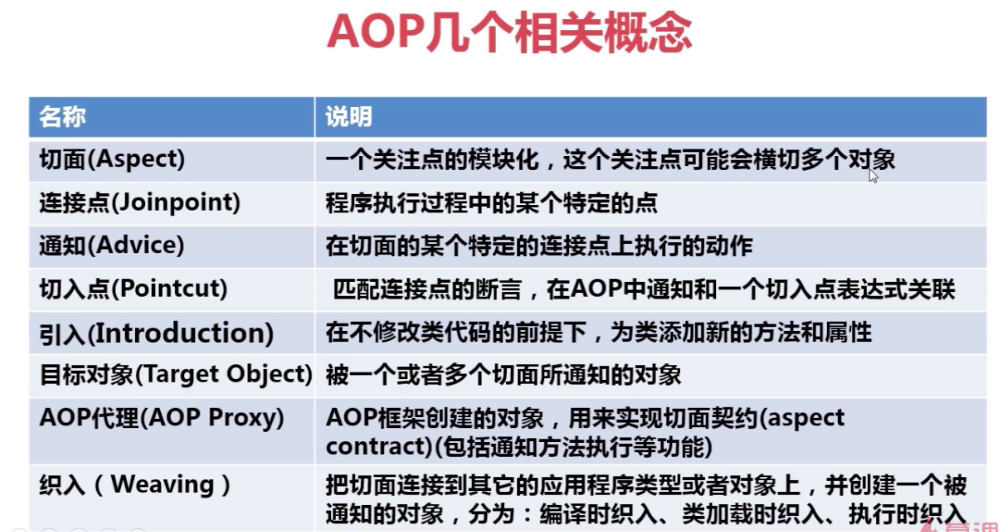 AOP几个相关概念
名称 说明
切面(Aspect) 一个关注点的模块化，这个关注点可能会横切多个对象
连接点(Joinpoint) 程序执行过程中的某个特定的点
通知(Advice) 在切面的某个特定的连接点上执行的动作
切入点(Pointcut) 匹配连接点的断言，在AOP中通知和一个切入点表达式关联
引入(Introduction) 在不修改类代码的前提下，为类添加新的方法和属性
目标对象(Target Object) 被一个或者多个切面所通知的对象
AOP代理(AOP Proxy) AOP框架创建的对象，用来实现切面契约(aspect
contract)(包括通知方法执行等功能)
织入（Weaving） 把切面连接到其它的应用程序类型或者对象上，并创建一个被
通知的对象，分为：编译时织入、类加载时织入、执行时织入